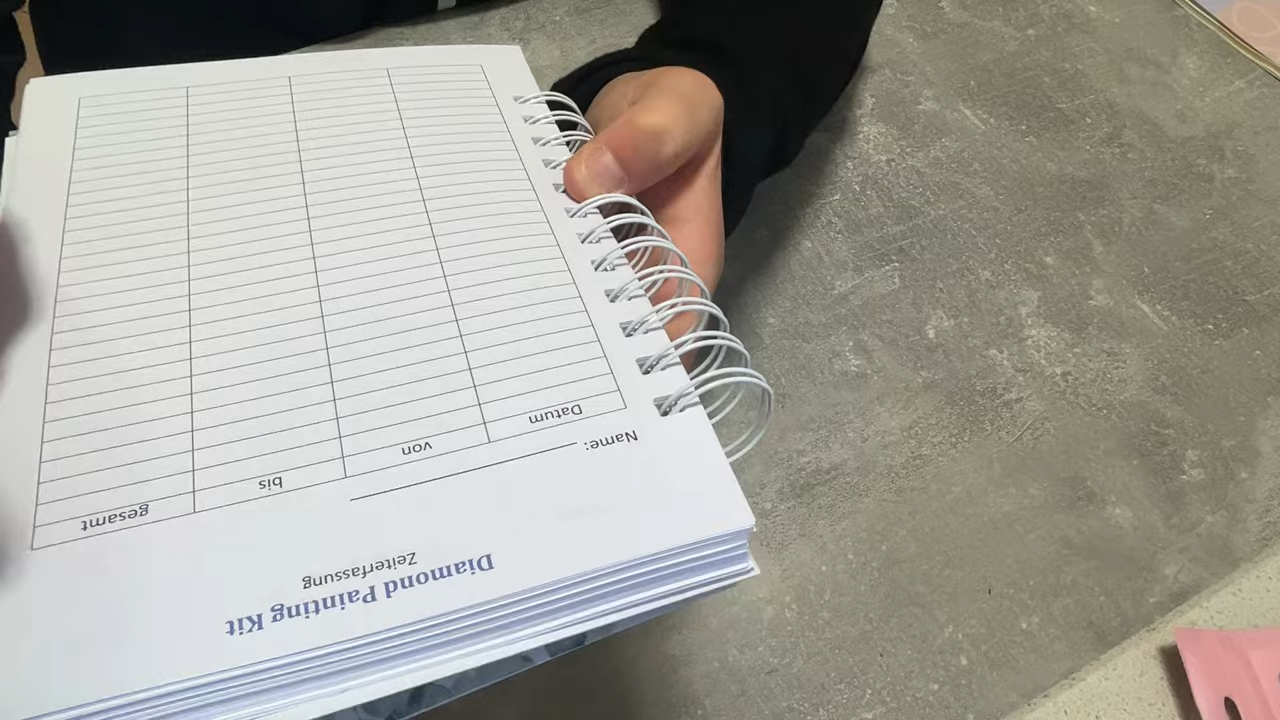 Diamond Painting Kit
Zeiterfassung
Name:
Datum von bis gesamt